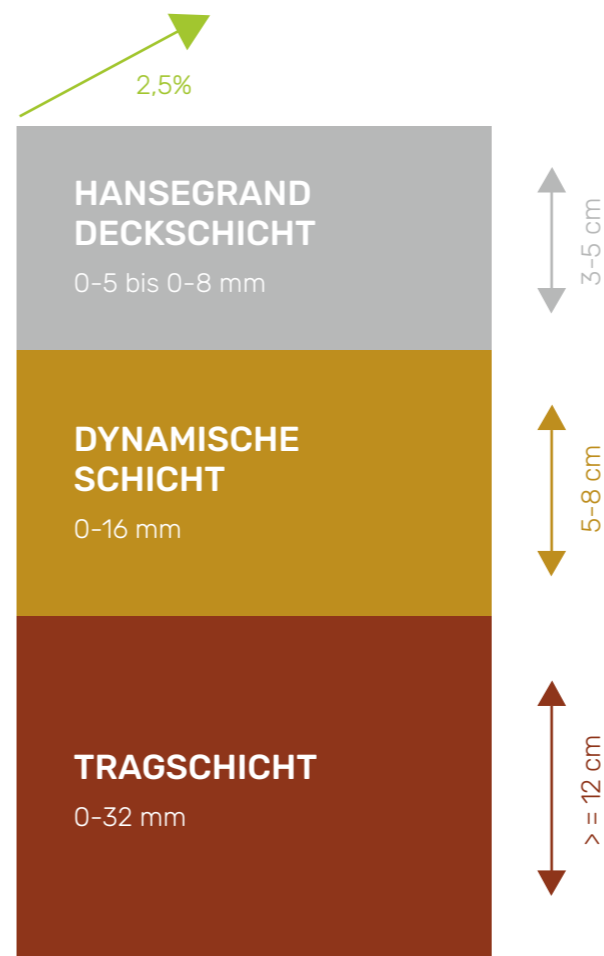 2,5%
HANSEGRAND
DECKSCHICHT
0-5 bis 0-8 mm
3-5 cm
DYNAMISCHE
SCHICHT
0-16 mm
5-8 cm
TRAGSCHICHT
0-32 mm
> = 12 cm